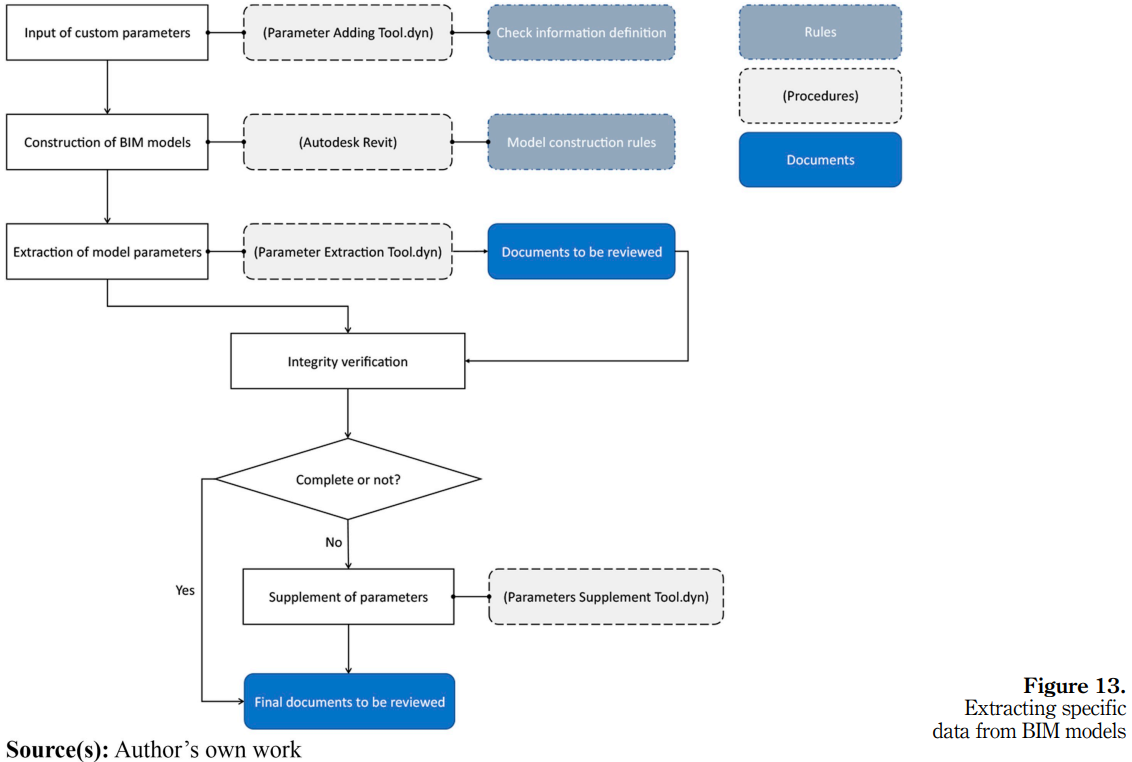 Input of custom parameters
(Parameter Adding Tool.dyn)
Check information definition
Rules
(Procedures)
Construction of BIM models
(Autodesk Revit)
Model construction rules
Documents
Extraction of model parameters
(Parameter Extraction Tool.dyn)
Documents to be reviewed
Integrity verification
Complete or not?
No
Yes
Supplement of parameters
(Parameters Supplement Tool.dyn)
Final documents to be reviewed
Figure 13.
Extracting specific
data from BIM models
Source(s): Author’s own work